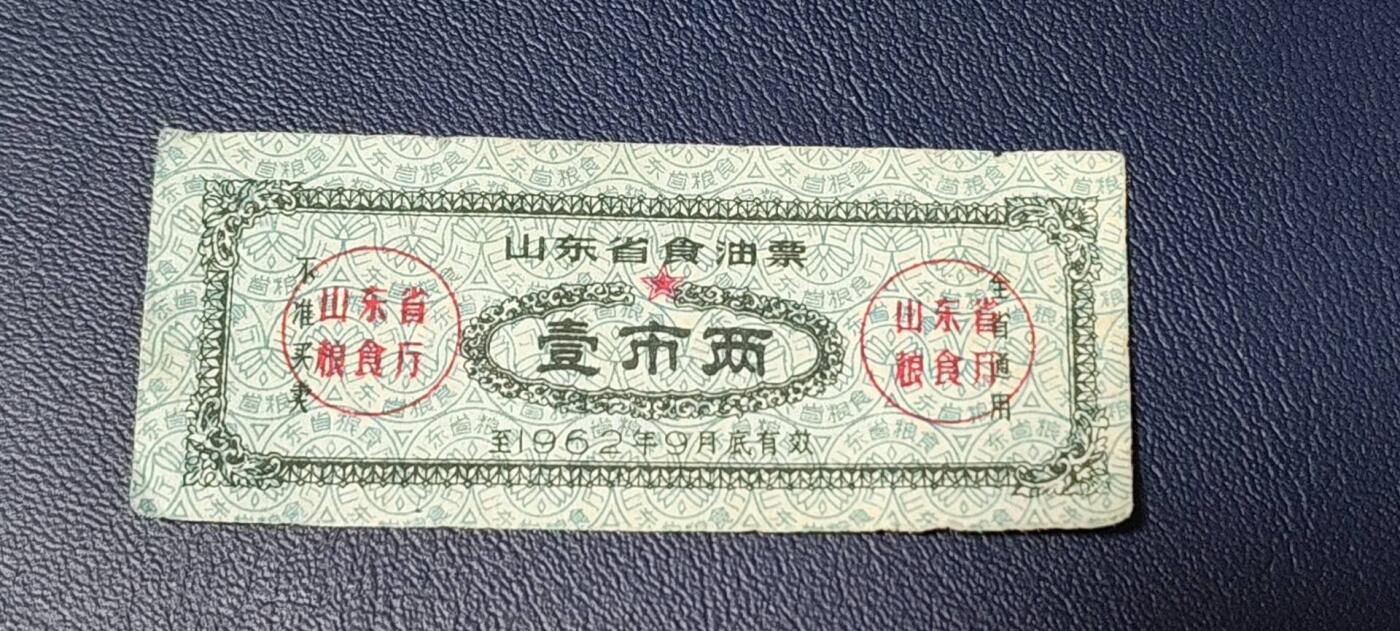 山东省食油票
不准买卖
山东省
粮食厅
壹市两
山东省
粮食厅
全省通用
至1962年9月底有效